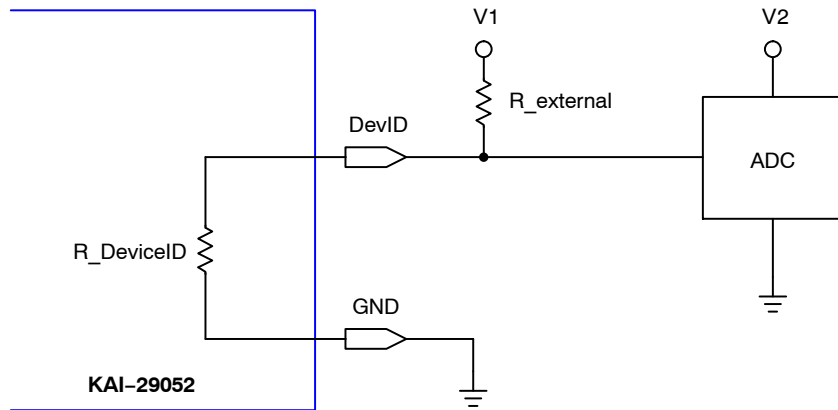 V1
V2
R_external
DevID
ADC
R_DeviceID
GND
KAI−29052